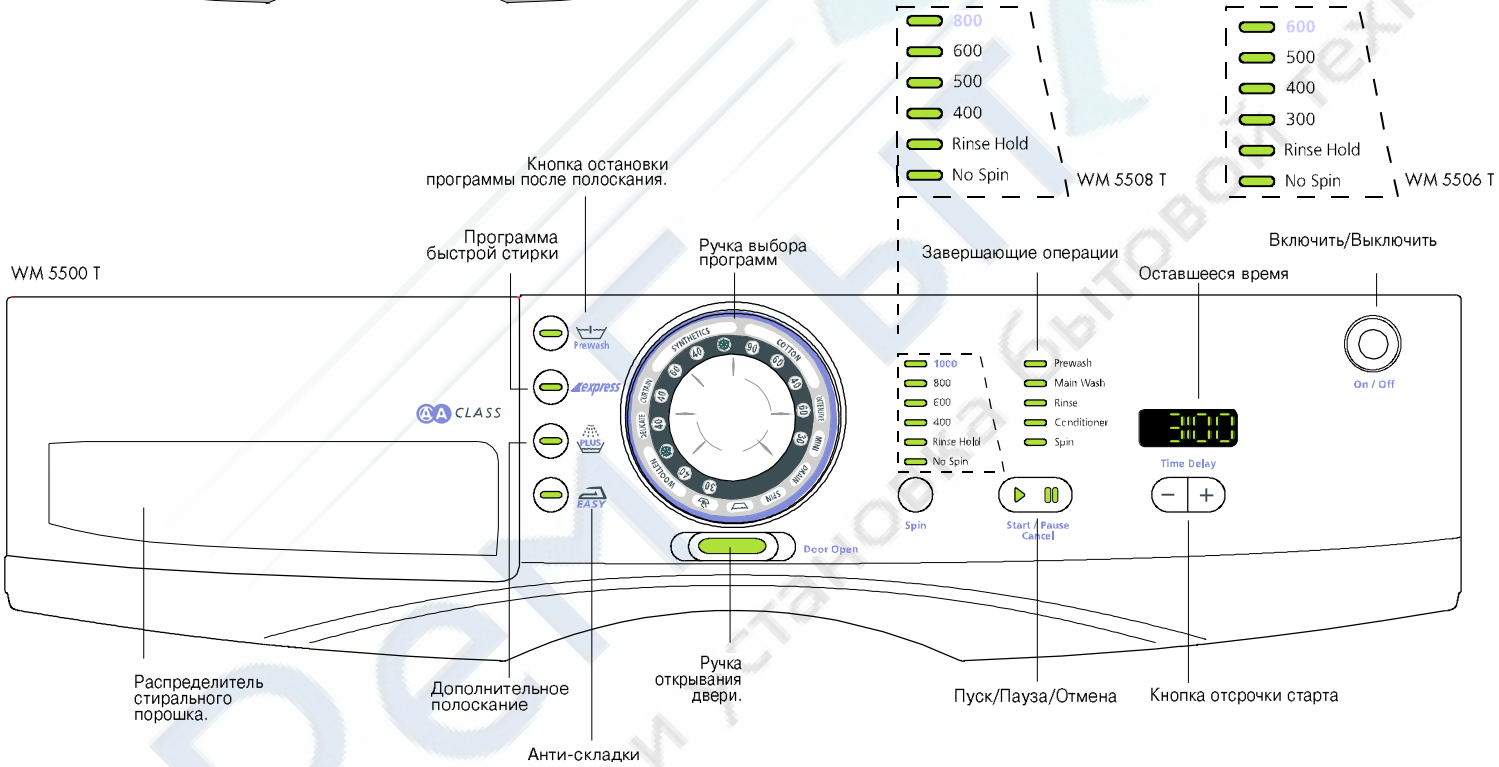 800
600
500
400
Rinse Hold
No Spin
WM 5508 T
600
500
400
300
Rinse Hold
No Spin
WM 5506 T
Кнопка остановки
программы после полоскания.
Программа
быстрой стирки
Ручка выбора
программ
Завершающие операции
Оставшееся время
Включить/Выключить
WM 5500 T
Prewash
express
PLUS
EASY
AA CLASS
SYNTHETICS
COTTON
INTENSIVE
MINI
DRAIN
SPIN
WOOLLEN
DELICATE
CURTAIN
90
60
40
60
30
30
40
40
40
60
40
Door Open
1000
800
600
400
Rinse Hold
No Spin
Spin
Prewash
Main Wash
Rinse
Conditioner
Spin
Start / Pause
Cancel
3:00
Time Delay
− +
On / Off
Распределитель
стирального
порошка.
Дополнительное
полоскание
Анти-складки
Ручка
открывания
двери.
Пуск/Пауза/Отмена
Кнопка отсрочки старта
РемБыт
и установка бытовой техн